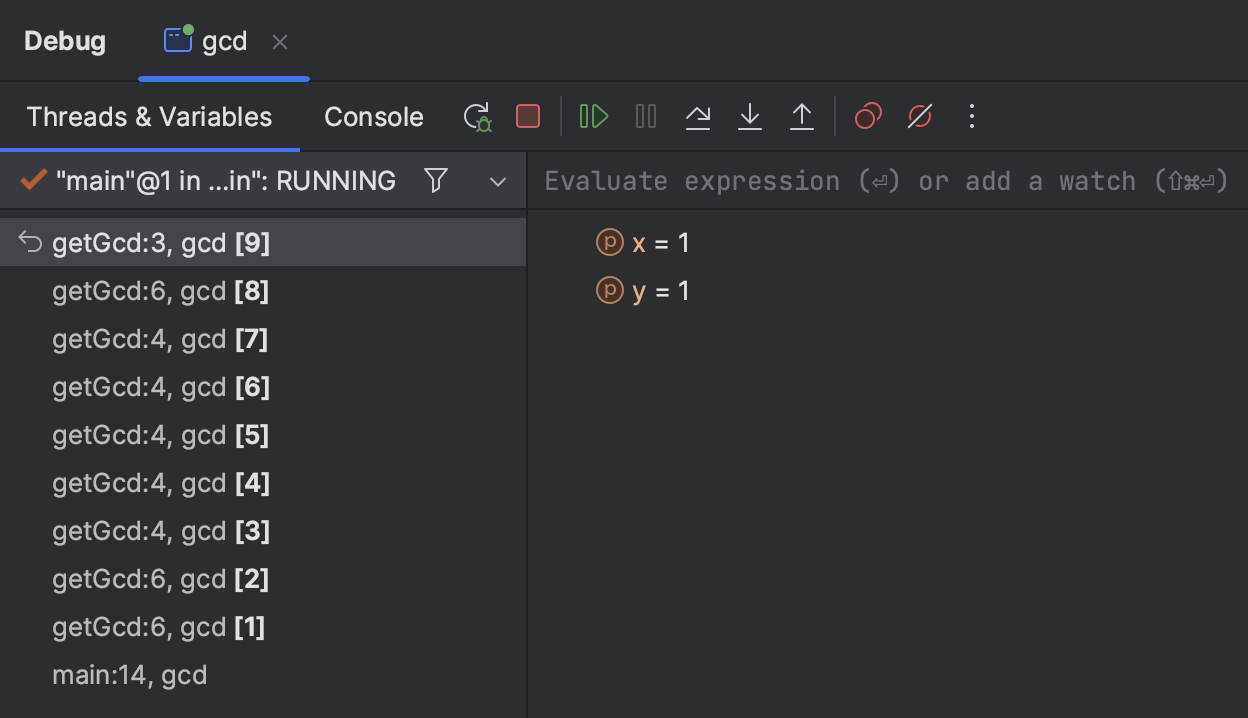 Debug gcd
Threads & Variables Console
"main"@1 in ...in": RUNNING
Evaluate expression (⏎) or add a watch (⇧⌘⏎)
getGcd:3, gcd [9]
getGcd:6, gcd [8]
getGcd:4, gcd [7]
getGcd:4, gcd [6]
getGcd:4, gcd [5]
getGcd:4, gcd [4]
getGcd:4, gcd [3]
getGcd:6, gcd [2]
getGcd:6, gcd [1]
main:14, gcd
p x = 1
p y = 1